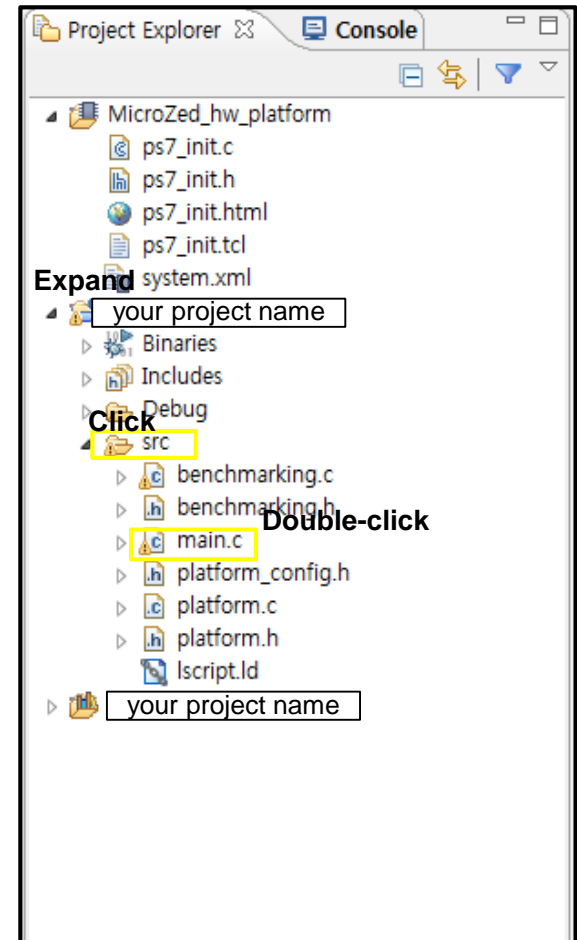 Project Explorer Console
MicroZed_hw_platform
ps7_init.c
ps7_init.h
ps7_init.html
ps7_init.tcl
system.xml
Expand
your project name
Binaries
Includes
Debug
Click
src
benchmarking.c
benchmarking.h
Double-click
main.c
platform_config.h
platform.c
platform.h
lscript.ld
your project name